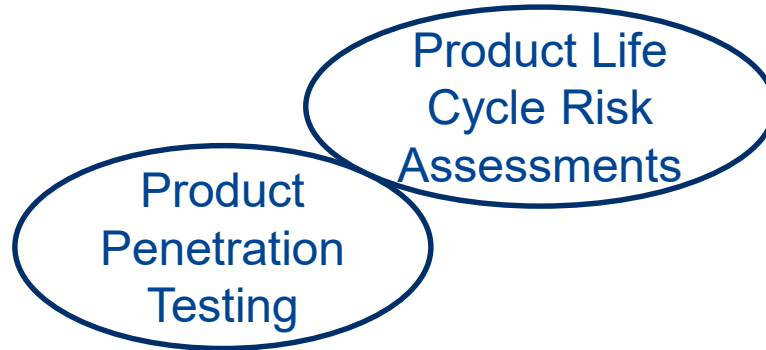 Product Life
Cycle Risk
Assessments
Product
Penetration
Testing